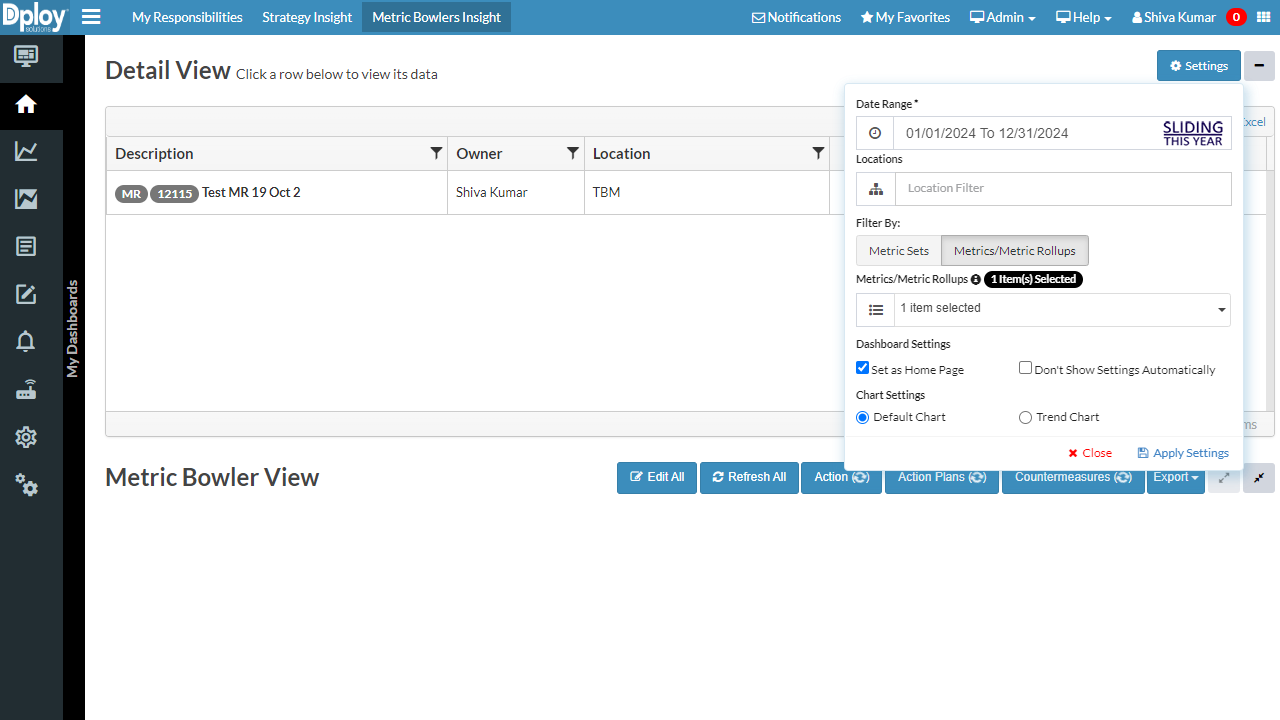 Dploy
solutions
My Responsibilities
Strategy Insight
Metric Bowlers Insight
Notifications
My Favorites
Admin
Help
Shiva Kumar
0
My Dashboards
Detail View Click a row below to view its data
Settings
Date Range *
01/01/2024 To 12/31/2024
SLIDING
THIS YEAR
Locations
Location Filter
Filter By:
Metric Sets
Metrics/Metric Rollups
Metrics/Metric Rollups 1 Item(s) Selected
1 item selected
Dashboard Settings
Set as Home Page
Don't Show Settings Automatically
Chart Settings
Default Chart
Trend Chart
Close
Apply Settings
Description
Owner
Location
MR 12115 Test MR 19 Oct 2
Shiva Kumar
TBM
Metric Bowler View
Edit All
Refresh All
Action
Action Plans
Countermeasures
Export